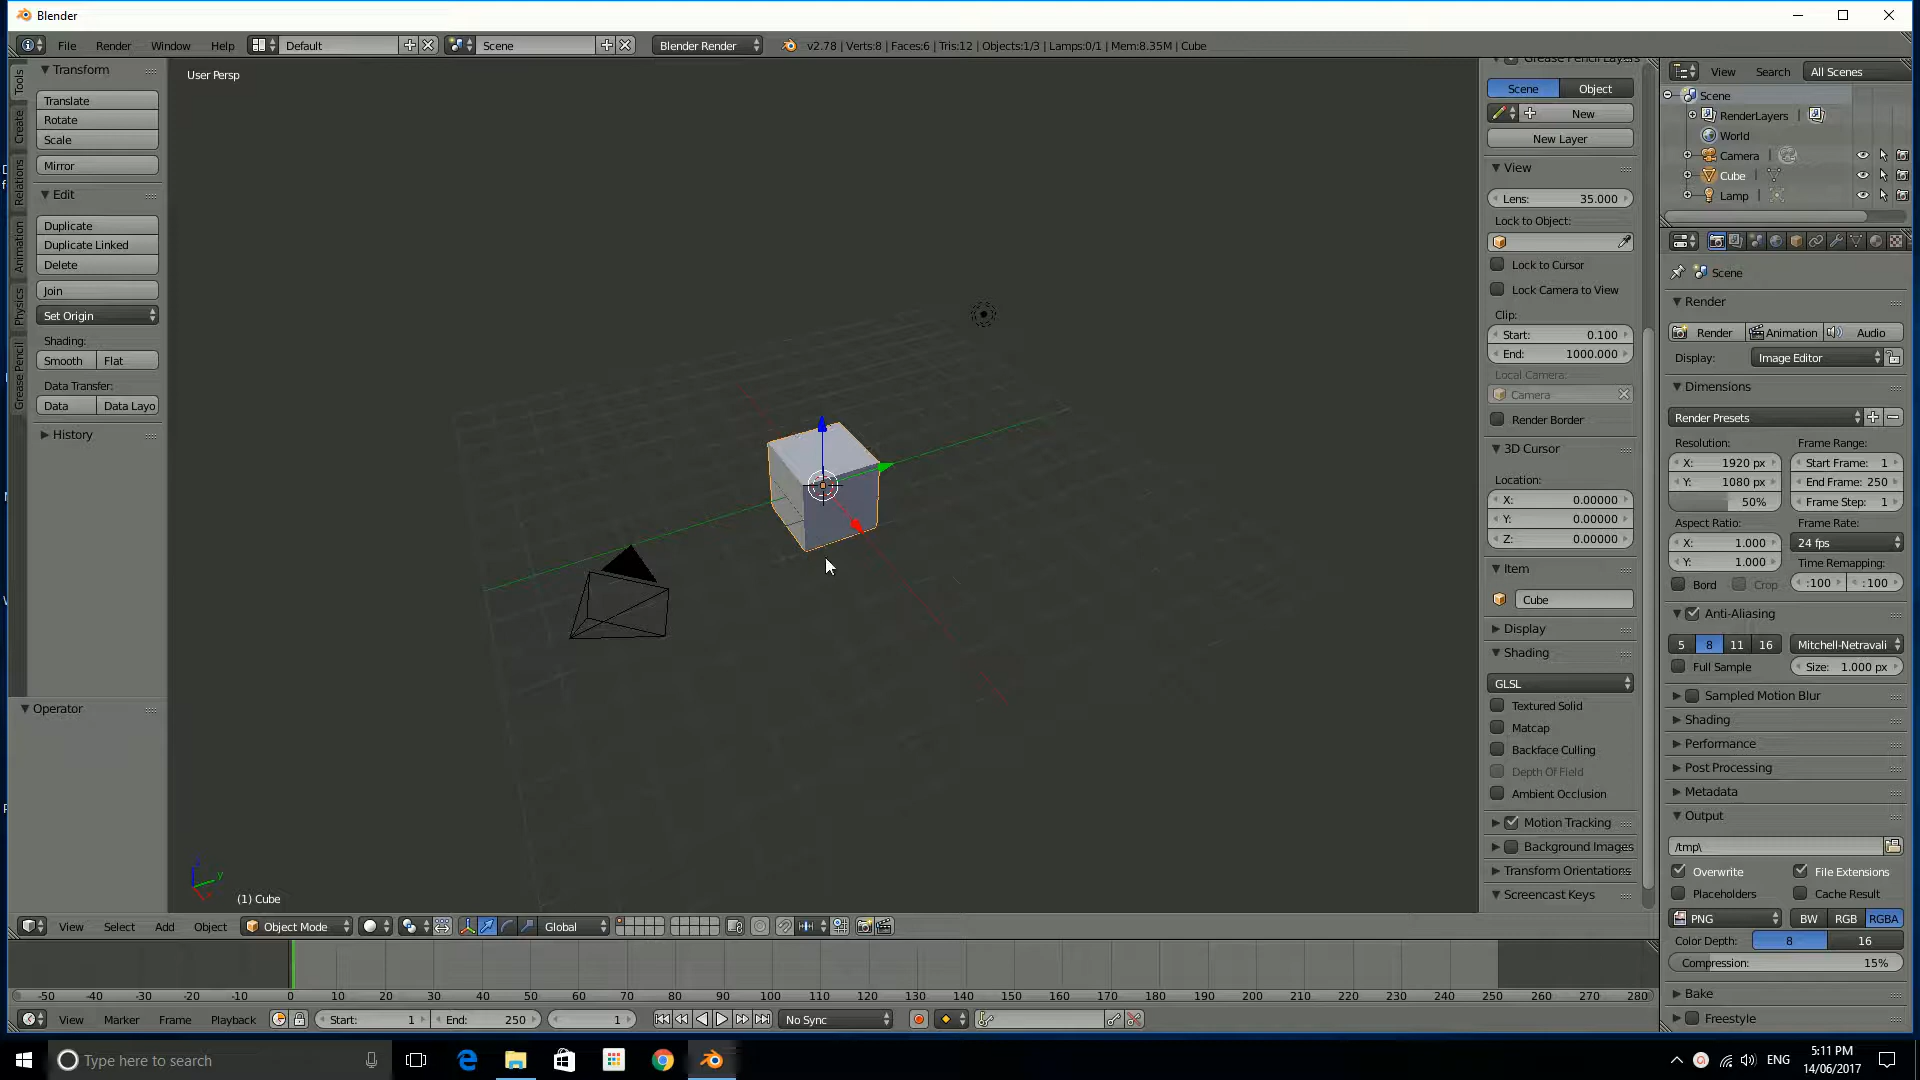 Blender
File Render Window Help Default Scene Blender Render v2.78 | Verts:8 | Faces:6 | Tris:12 | Objects:1/3 | Lamps:0/1 | Mem:8.35M | Cube
Tools
Create
Relations
Animation
Physics
Grease Pencil
Transform
Translate
Rotate
Scale
Mirror
Edit
Duplicate
Duplicate Linked
Delete
Join
Set Origin
Shading:
Smooth Flat
Data Transfer:
Data Data Layo
History
Operator
User Persp
(1) Cube
Grease Pencil Layers
Scene Object
New
New Layer
View
Lens: 35.000
Lock to Object:
Lock to Cursor
Lock Camera to View
Clip:
Start: 0.100
End: 1000.000
Local Camera:
Camera
Render Border
3D Cursor
Location:
X: 0.00000
Y: 0.00000
Z: 0.00000
Item
Cube
Display
Shading
GLSL
Textured Solid
Matcap
Backface Culling
Depth Of Field
Ambient Occlusion
Motion Tracking
Background Images
Transform Orientations
Screencast Keys
View Search All Scenes
Scene
RenderLayers
World
Camera
Cube
Lamp
Scene
Render
Render Animation Audio
Display: Image Editor
Dimensions
Render Presets
Resolution: Frame Range:
X: 1920 px Start Frame: 1
Y: 1080 px End Frame: 250
50% Frame Step: 1
Aspect Ratio: Frame Rate:
X: 1.000 24 fps
Y: 1.000 Time Remapping:
Bord Crop :100 :100
Anti-Aliasing
5 8 11 16 Mitchell-Netravali
Full Sample Size: 1.000 px
Sampled Motion Blur
Shading
Performance
Post Processing
Metadata
Output
/tmp\
Overwrite File Extensions
Placeholders Cache Result
PNG BW RGB RGBA
Color Depth: 8 16
Compression: 15%
Bake
Freestyle
View Select Add Object Object Mode Global
-50 -40 -30 -20 -10 0 10 20 30 40 50 60 70 80 90 100 110 120 130 140 150 160 170 180 190 200 210 220 230 240 250 260 270 280
View Marker Frame Playback Start: 1 End: 250 1 No Sync
Type here to search
ENG
5:11 PM
14/06/2017